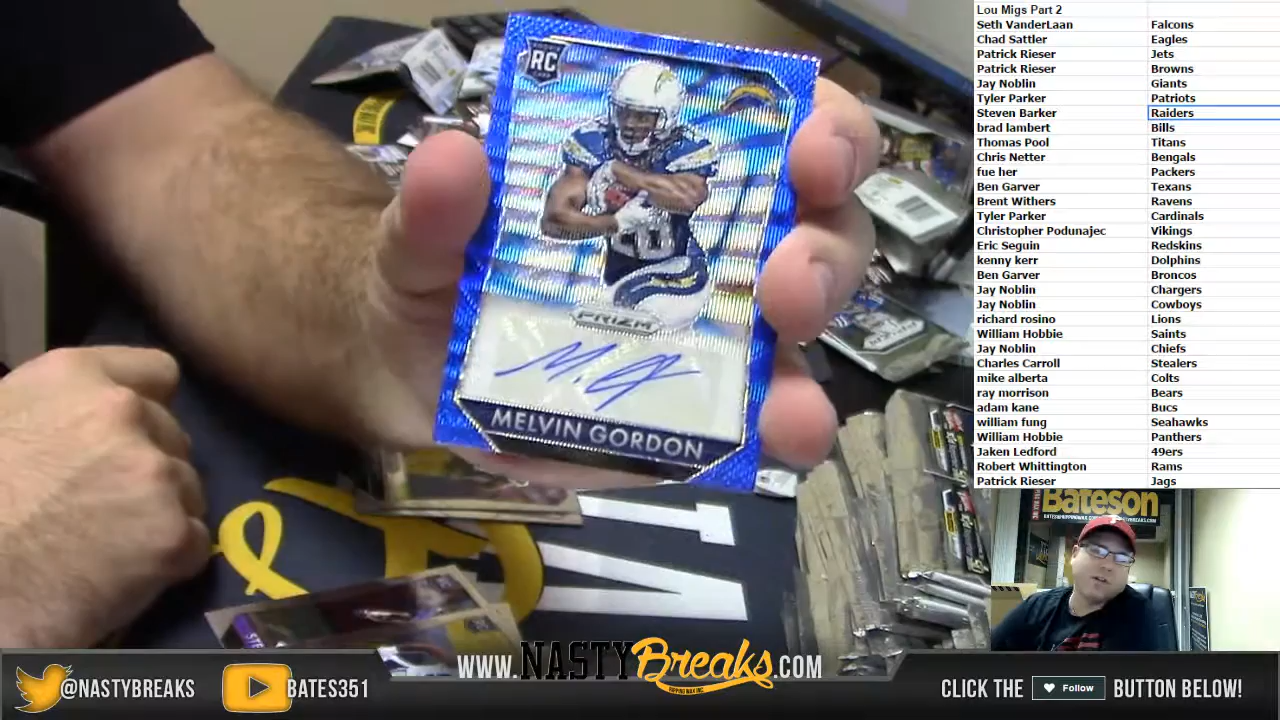 Lou Migs Part 2
Seth VanderLaan Falcons
Chad Sattler Eagles
Patrick Rieser Jets
Patrick Rieser Browns
Jay Noblin Giants
Tyler Parker Patriots
Steven Barker Raiders
brad lambert Bills
Thomas Pool Titans
Chris Netter Bengals
fue her Packers
Ben Garver Texans
Brent Withers Ravens
Tyler Parker Cardinals
Christopher Podunajec Vikings
Eric Seguin Redskins
kenny kerr Dolphins
Ben Garver Broncos
Jay Noblin Chargers
Jay Noblin Cowboys
richard rosino Lions
William Hobbie Saints
Jay Noblin Chiefs
Charles Carroll Stealers
mike alberta Colts
ray morrison Bears
adam kane Bucs
william fung Seahawks
William Hobbie Panthers
Jaken Ledford 49ers
Robert Whittington Rams
Patrick Rieser Jags
RC
28
PRIZM
MELVIN GORDON
Bateson
@NASTYBREAKS
BATES351
WWW.NASTYBreaks.COM
CLICK THE Follow BUTTON BELOW!